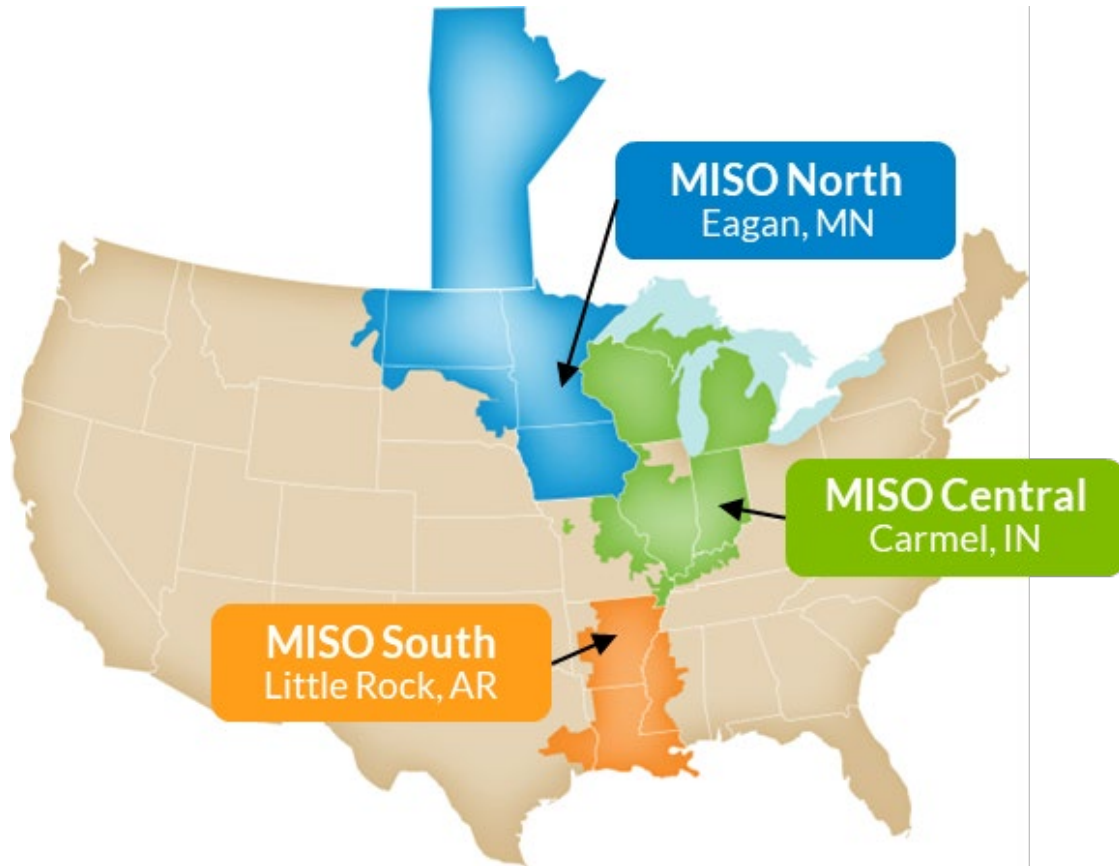 MISO North
Eagan, MN
MISO Central
Carmel, IN
MISO South
Little Rock, AR